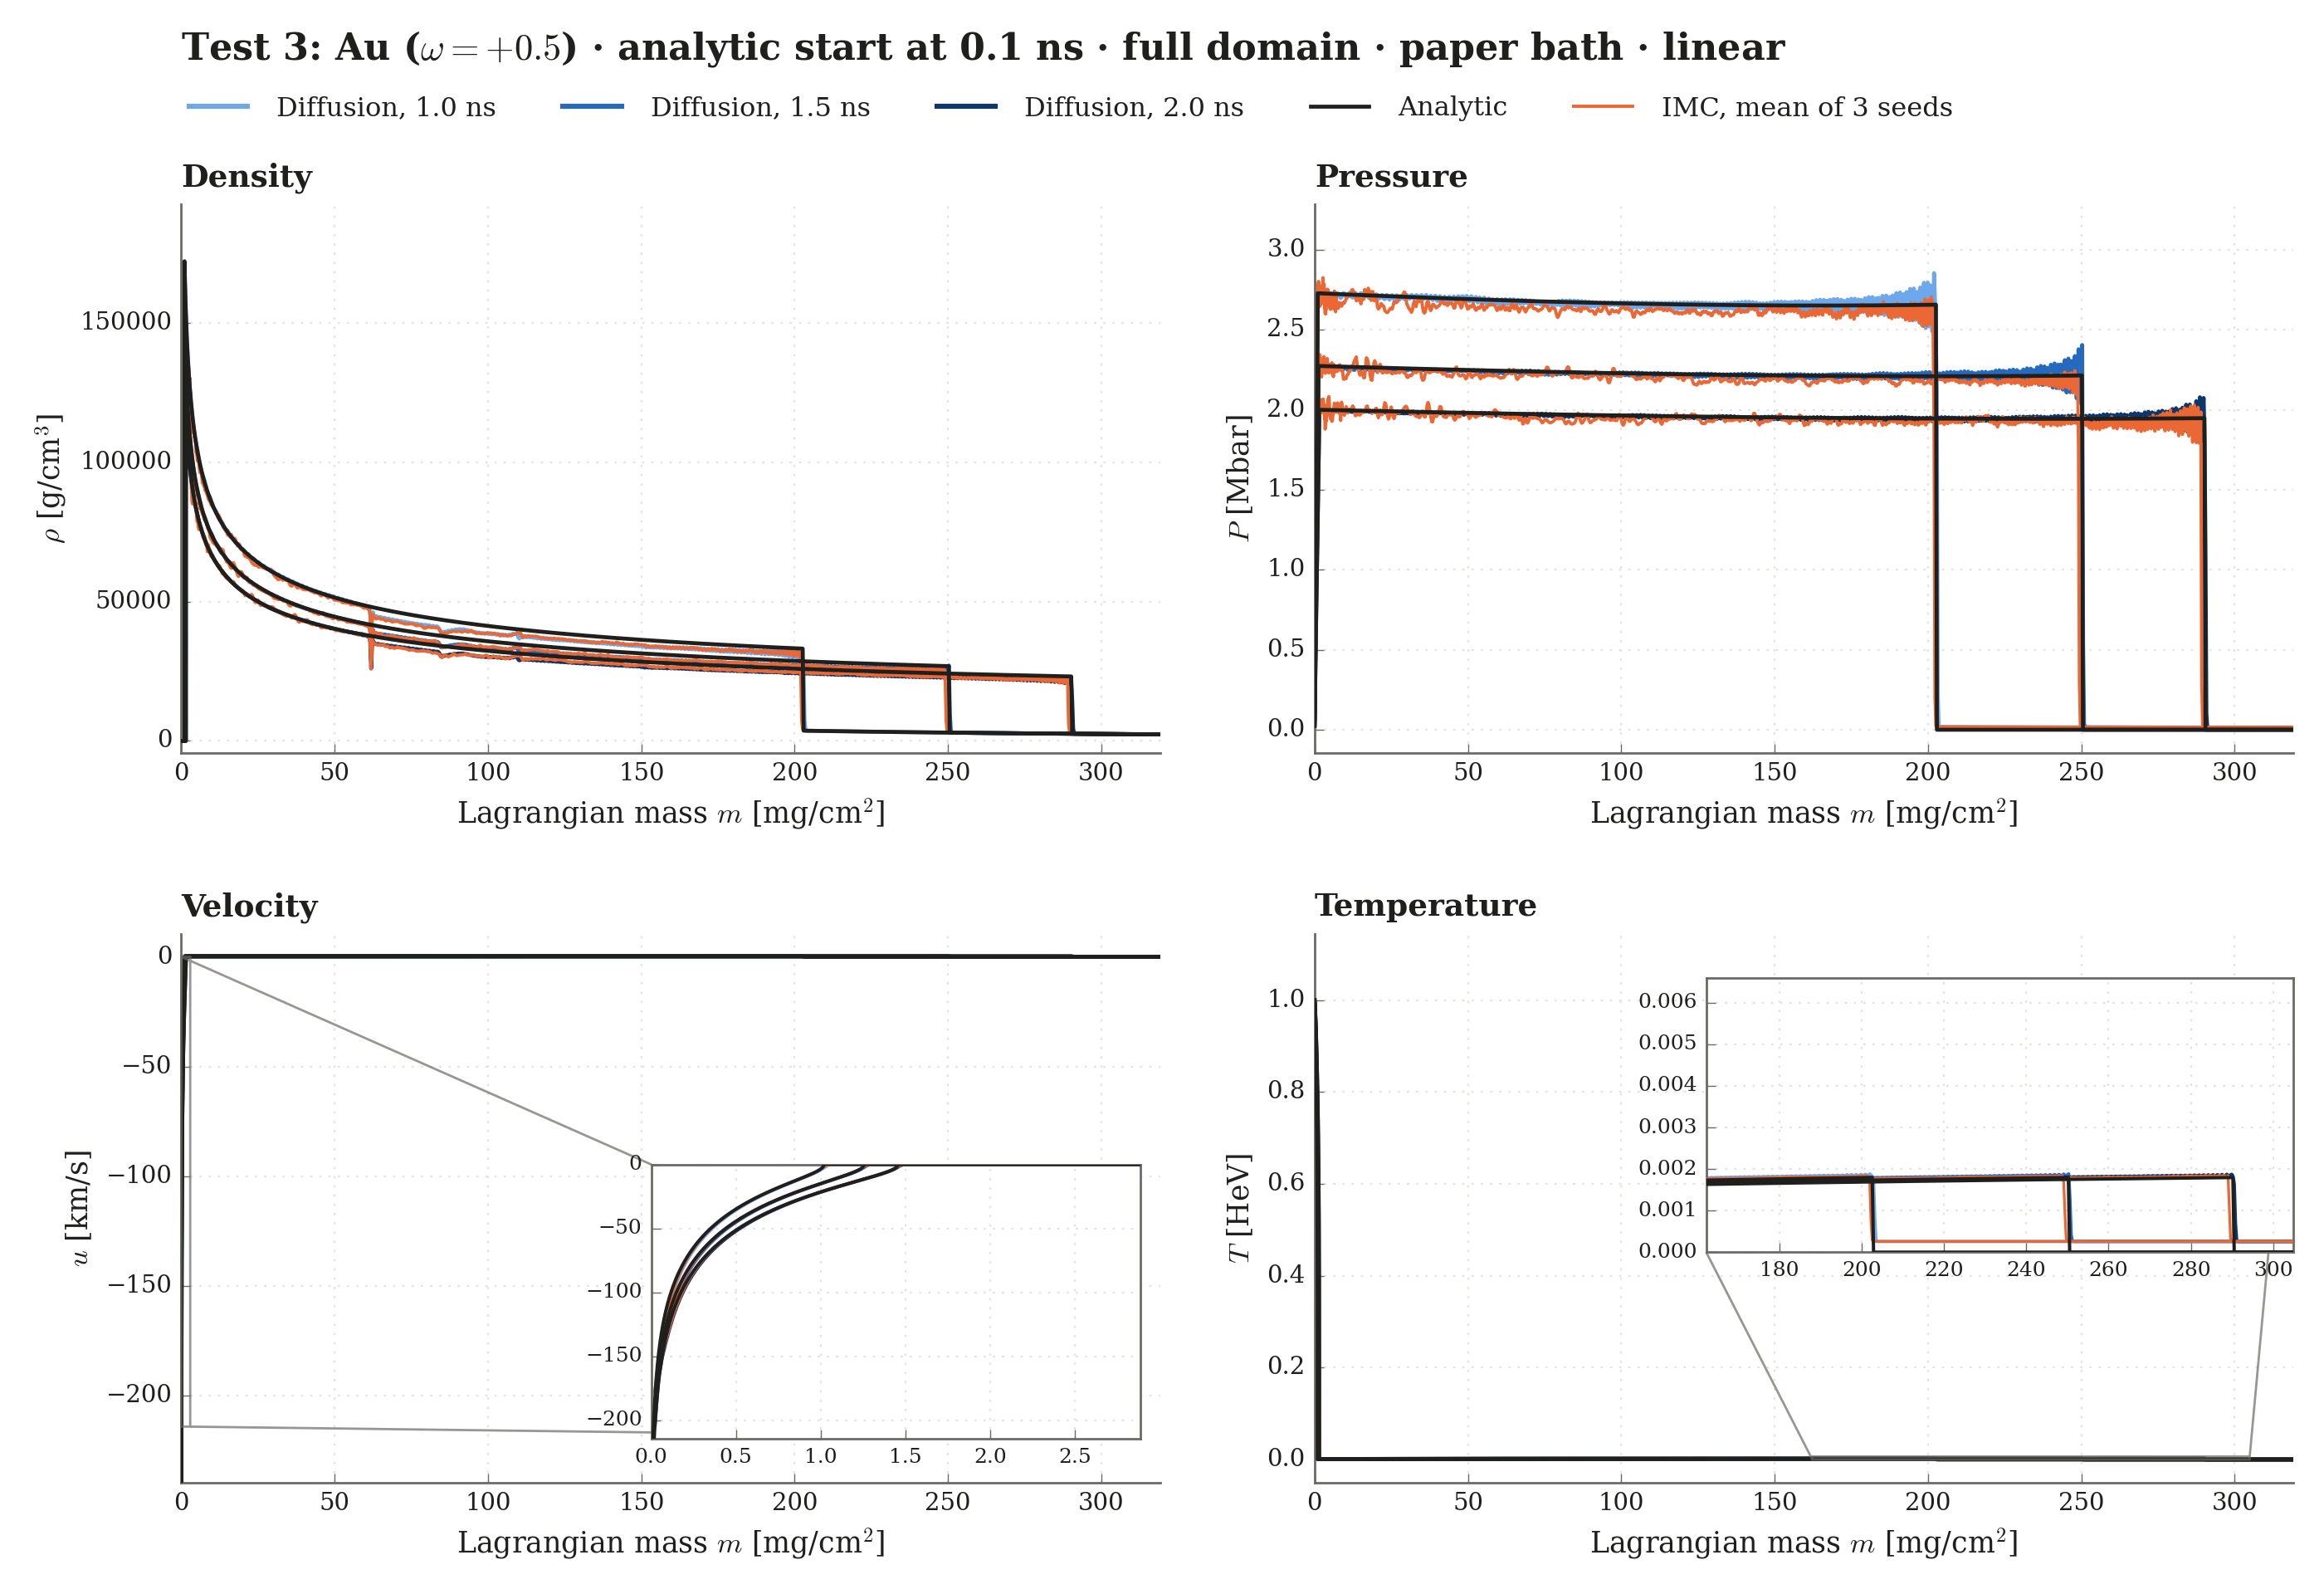 Test 3: Au (ω = +0.5) · analytic start at 0.1 ns · full domain · paper bath · linear
Diffusion, 1.0 ns Diffusion, 1.5 ns Diffusion, 2.0 ns Analytic IMC, mean of 3 seeds
Density
ρ [g/cm³]
150000
100000
50000
0
0 50 100 150 200 250 300
Lagrangian mass m [mg/cm²]
Pressure
P [Mbar]
3.0
2.5
2.0
1.5
1.0
0.5
0.0
0 50 100 150 200 250 300
Lagrangian mass m [mg/cm²]
Velocity
u [km/s]
0
−50
−100
−150
−200
0
−50
−100
−150
−200
0.0 0.5 1.0 1.5 2.0 2.5
0 50 100 150 200 250 300
Lagrangian mass m [mg/cm²]
Temperature
T [HeV]
1.0
0.8
0.6
0.4
0.2
0.0
0.006
0.005
0.004
0.003
0.002
0.001
0.000
180 200 220 240 260 280 300
0 50 100 150 200 250 300
Lagrangian mass m [mg/cm²]